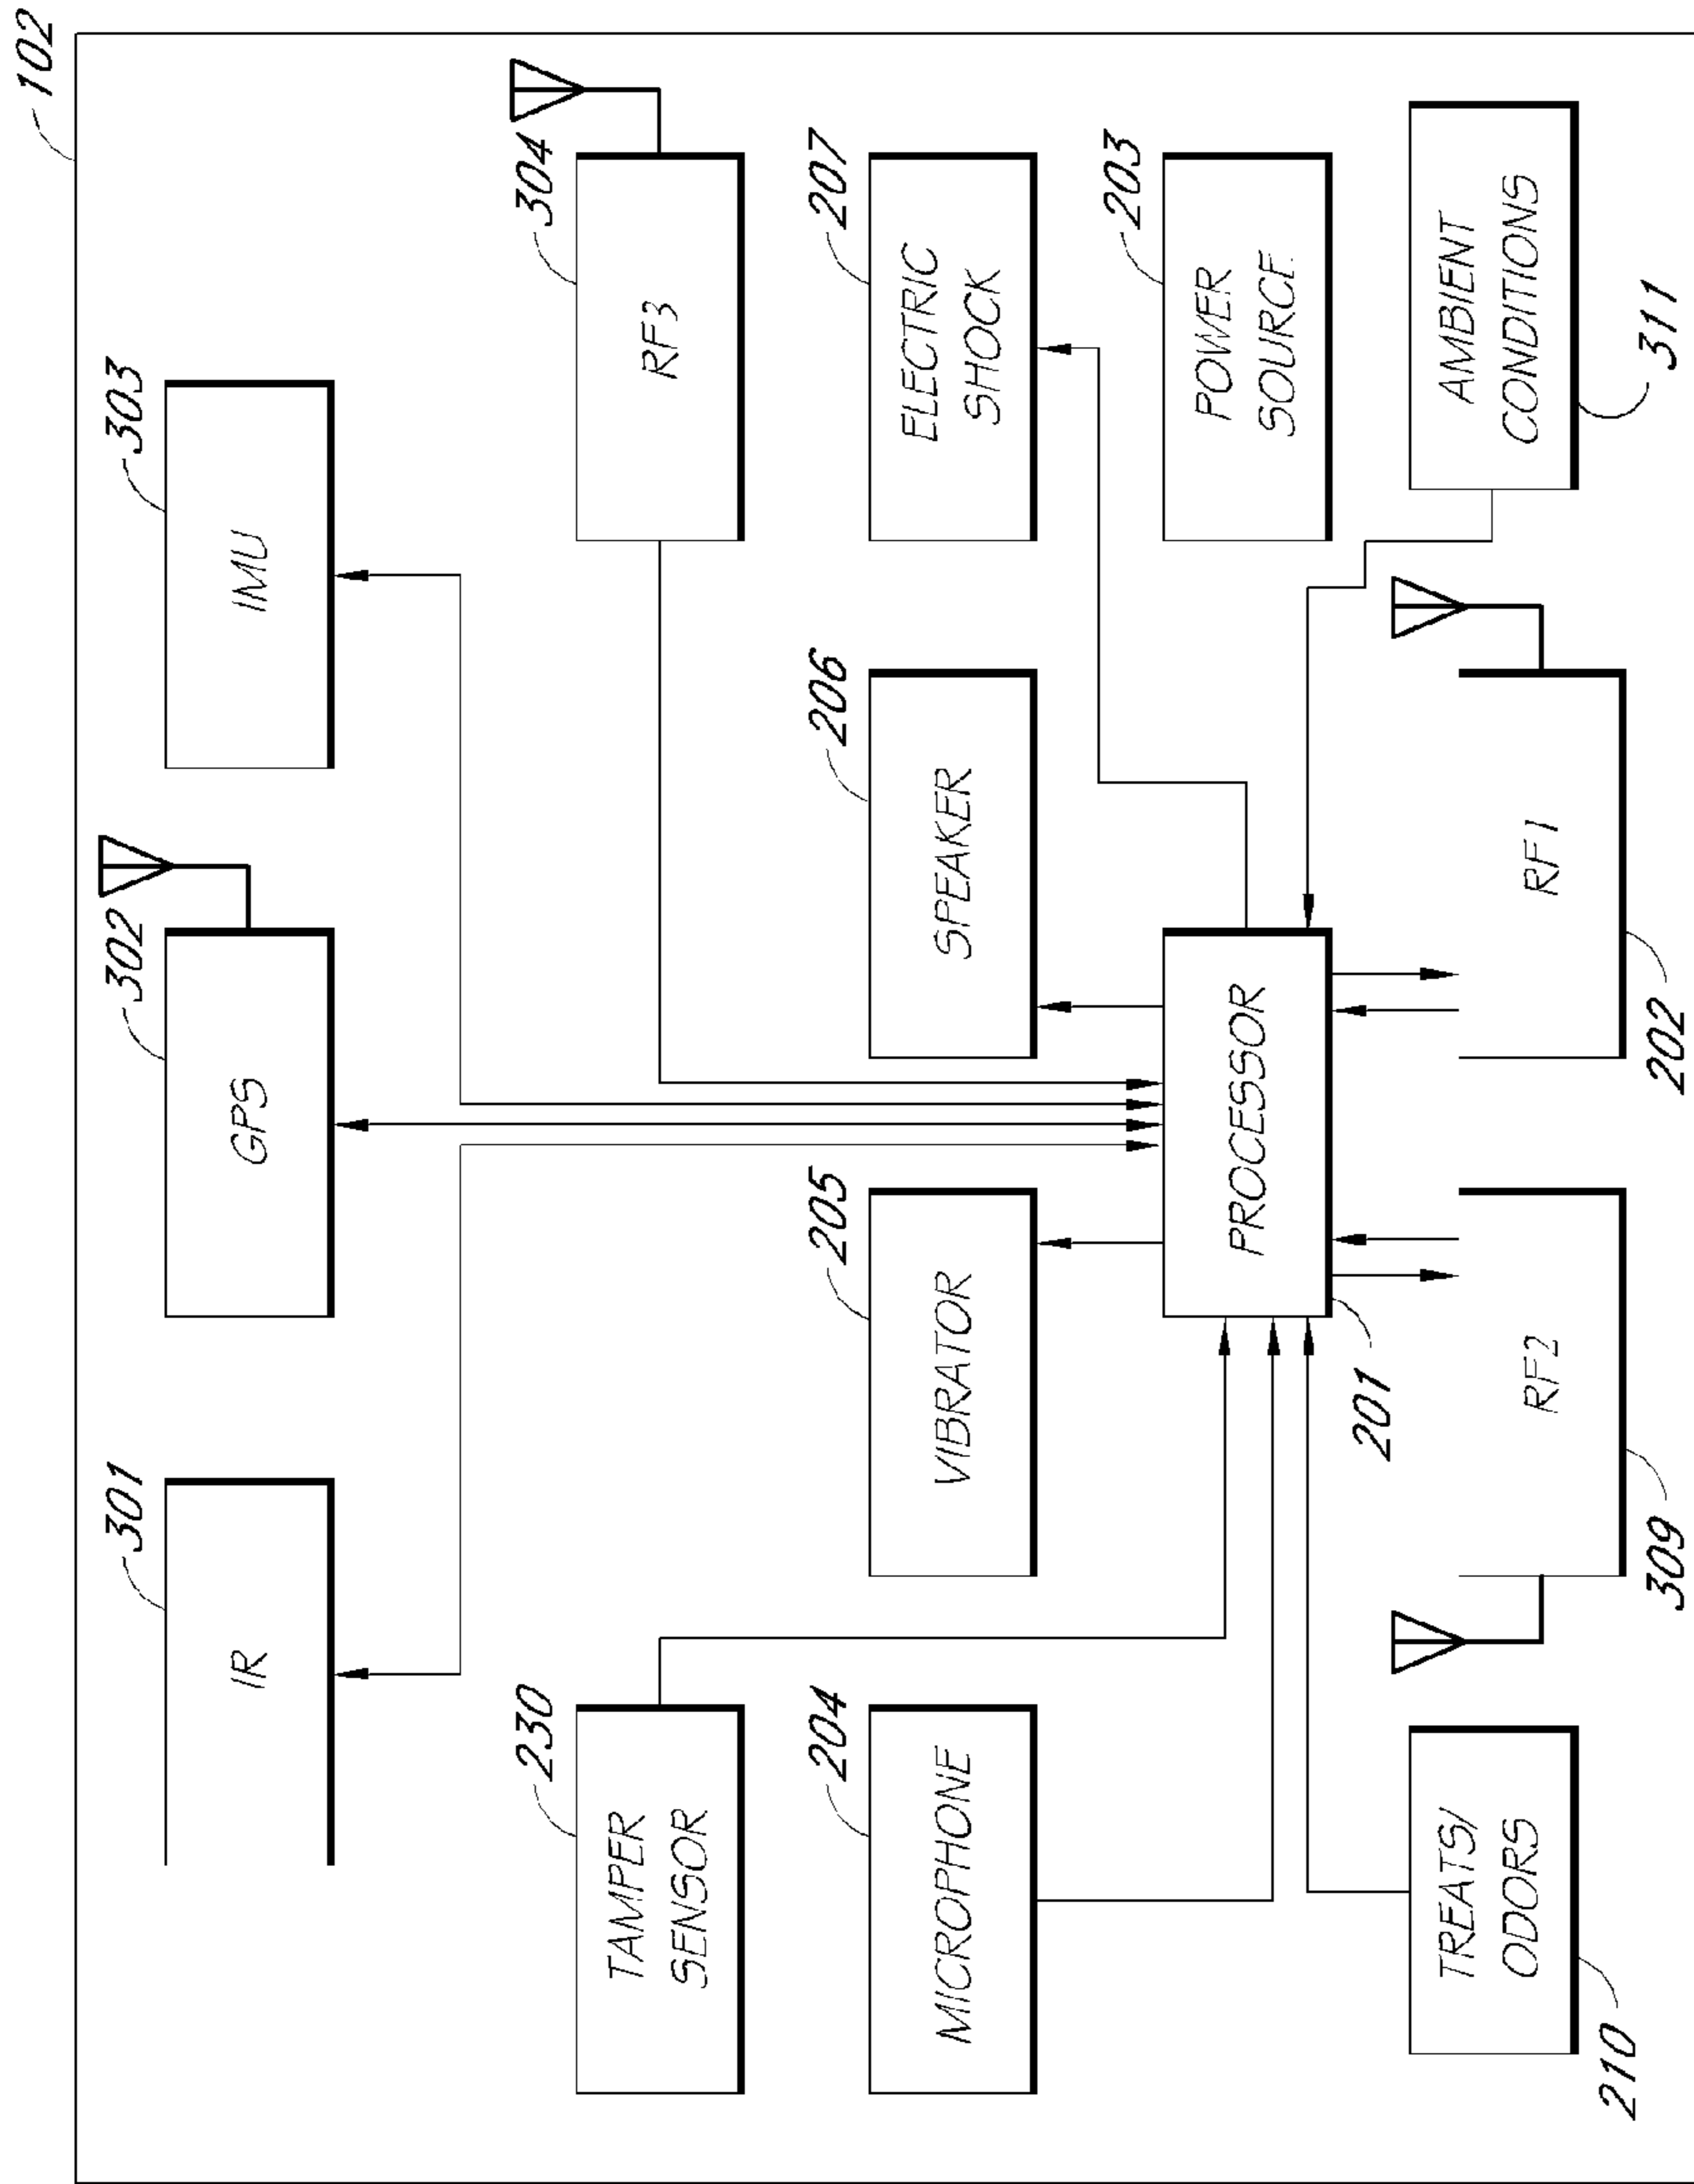 102
301
IR
302
GPS
303
IMU
230
TAMPER
SENSOR
304
RF3
204
MICROPHONE
205
VIBRATOR
206
SPEAKER
207
ELECTRIC
SHOCK
PROCESSOR
201
203
POWER
SOURCE
TREATS/
ODORS
210
RF2
309
RF1
202
AMBIENT
CONDITIONS
311